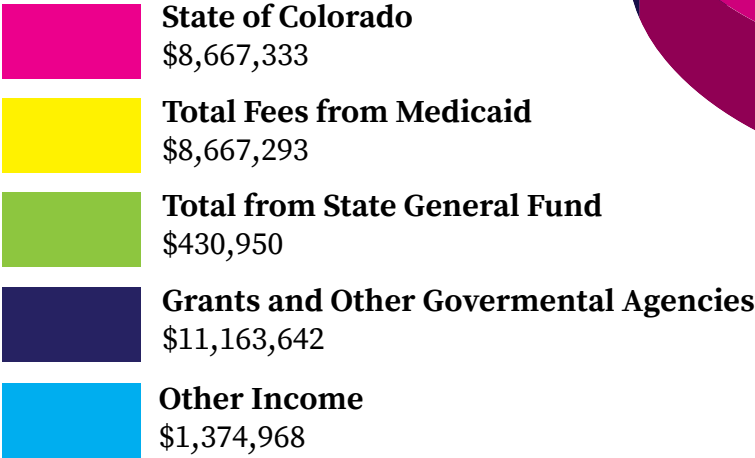 State of Colorado
$8,667,333
Total Fees from Medicaid
$8,667,293
Total from State General Fund
$430,950
Grants and Other Govermental Agencies
$11,163,642
Other Income
$1,374,968